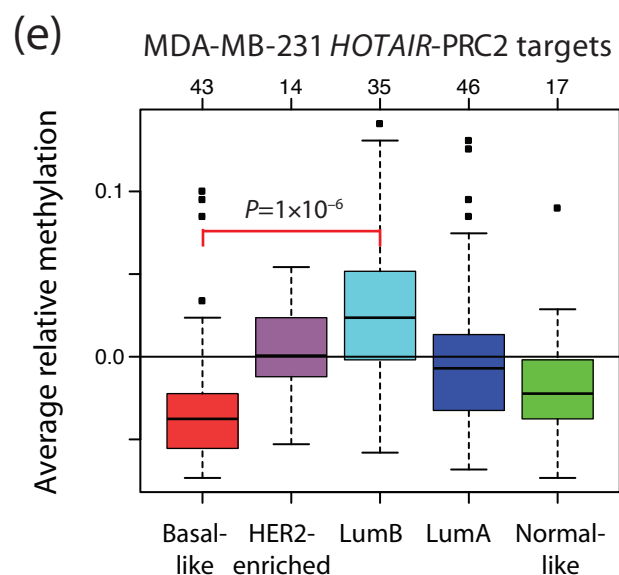 (e)
MDA-MB-231 HOTAIR-PRC2 targets
43 14 35 46 17
Average relative methylation
0.1
0.0
P=1×10⁻⁶
Basal-like
HER2-enriched
LumB
LumA
Normal-like